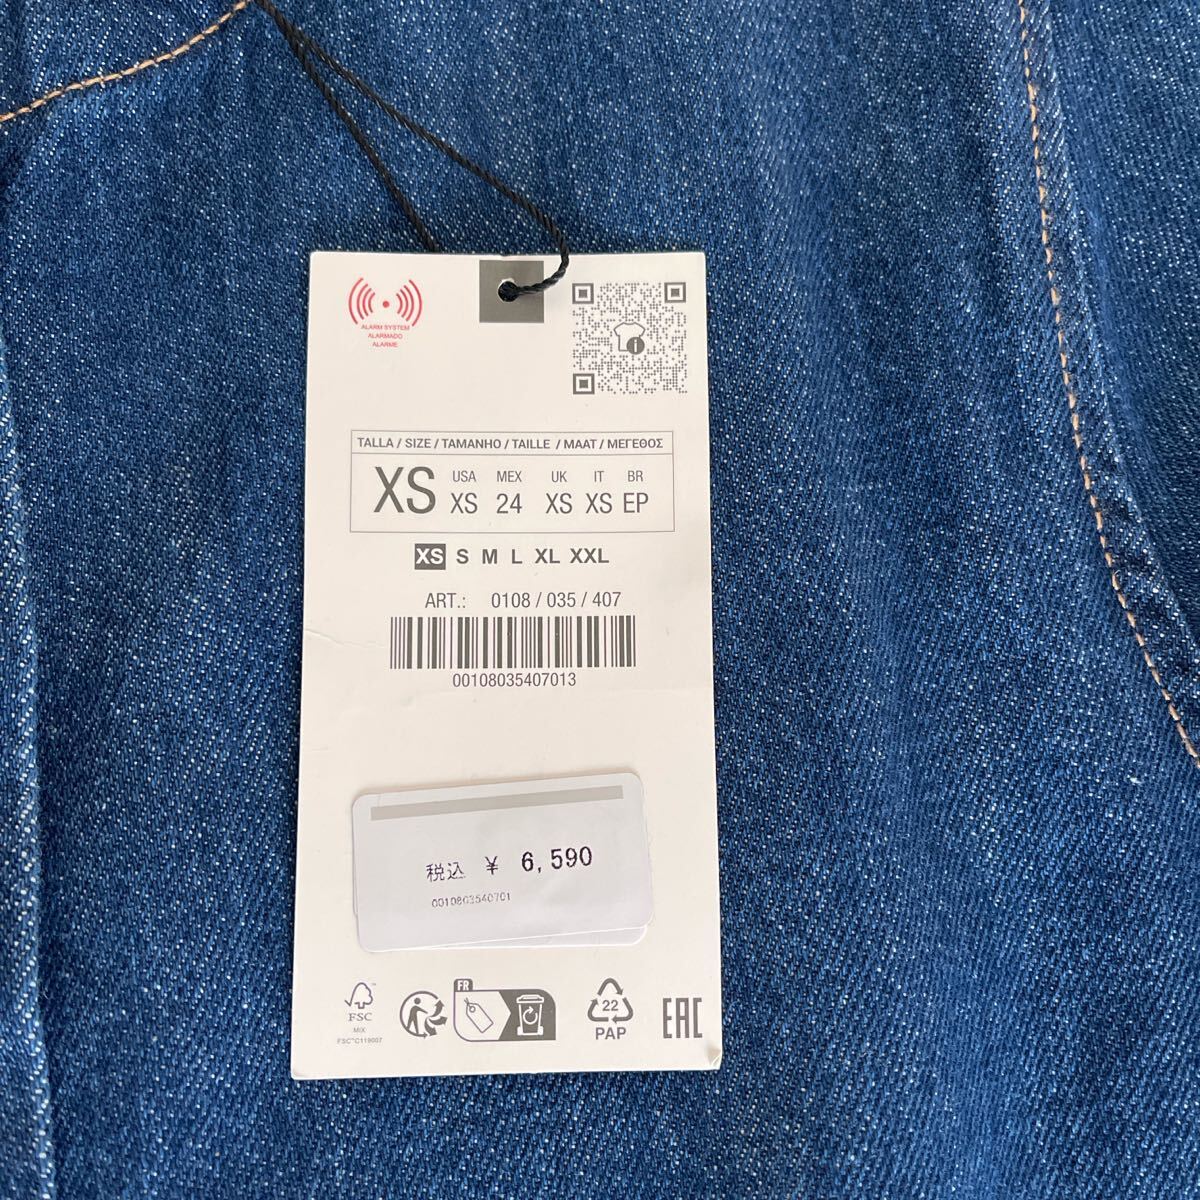 ALARM SYSTEM
ALARMADO
ALARME
TALLA / SIZE / TAMANHO / TAILLE / MAAT / ΜΕΓΕΘΟΣ
XS
USA MEX UK IT BR
XS 24 XS XS EP
XS S M L XL XXL
ART.: 0108 / 035 / 407
00108035407013
税込 ¥ 6,590
0010803540701
FSC
MIX
FSC™C119007
FR
22
PAP
EAC